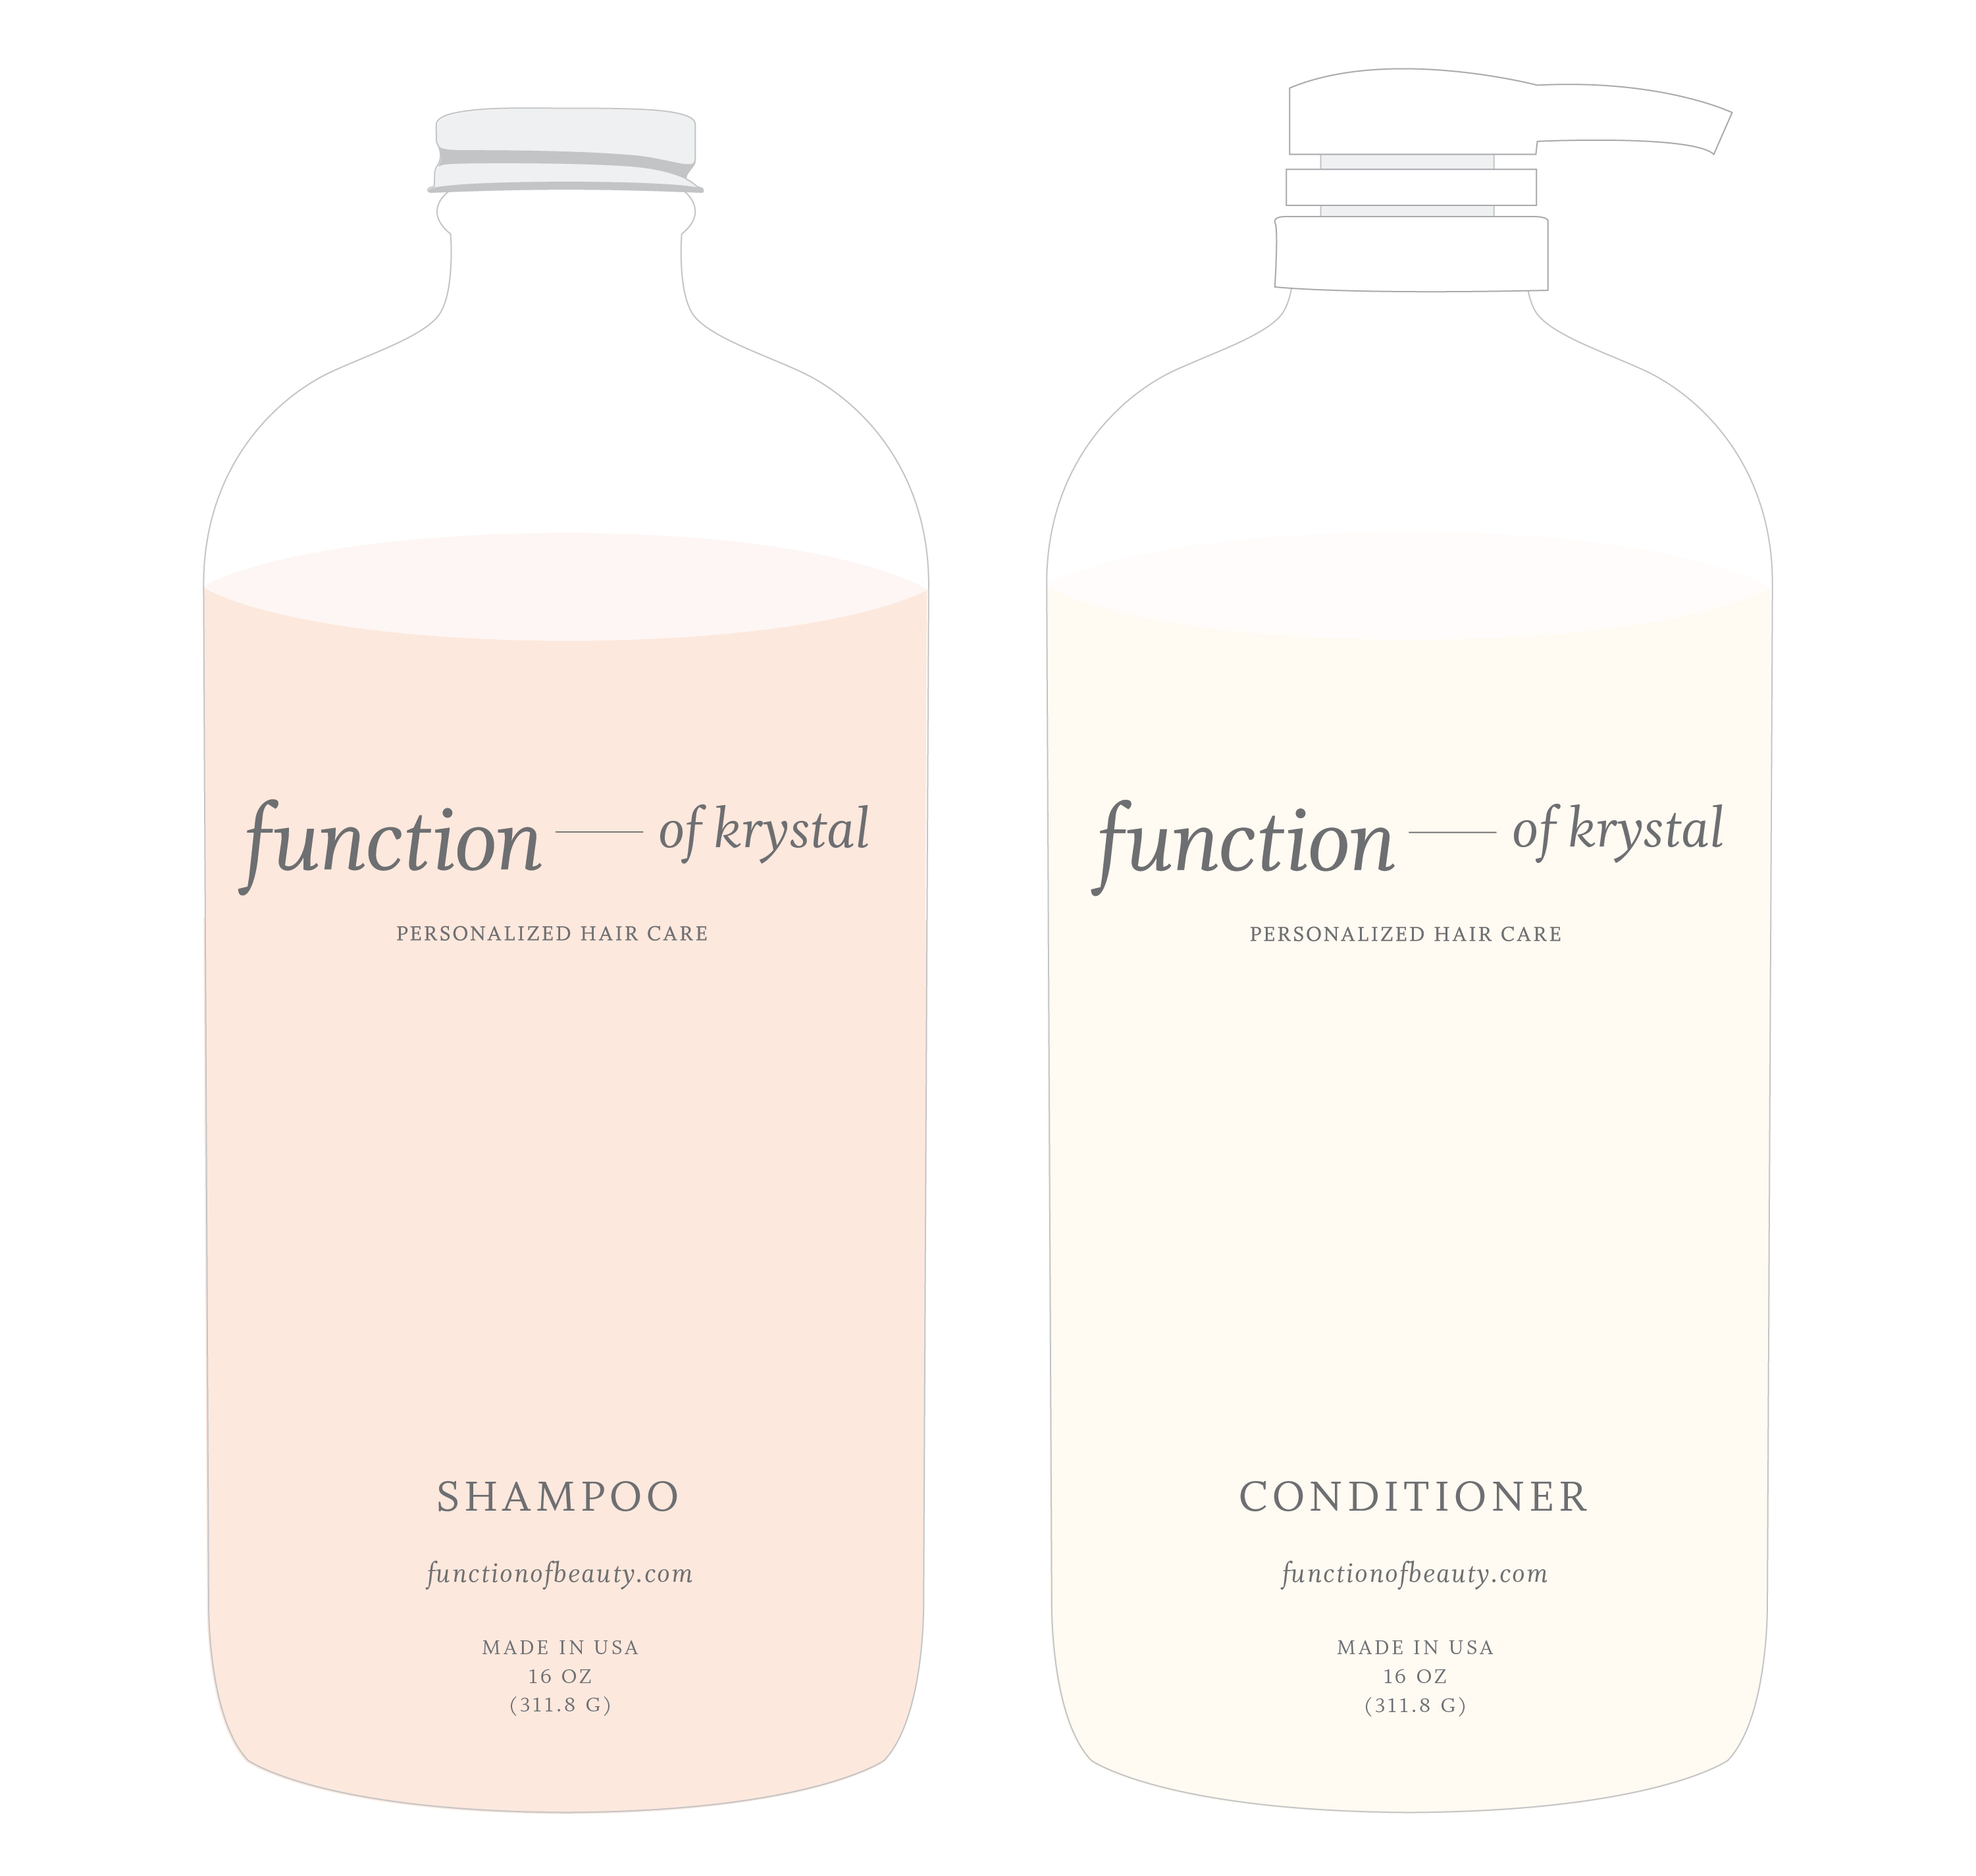 function — of krystal
PERSONALIZED HAIR CARE
SHAMPOO
functionofbeauty.com
MADE IN USA
16 OZ
(311.8 G)
function — of krystal
PERSONALIZED HAIR CARE
CONDITIONER
functionofbeauty.com
MADE IN USA
16 OZ
(311.8 G)